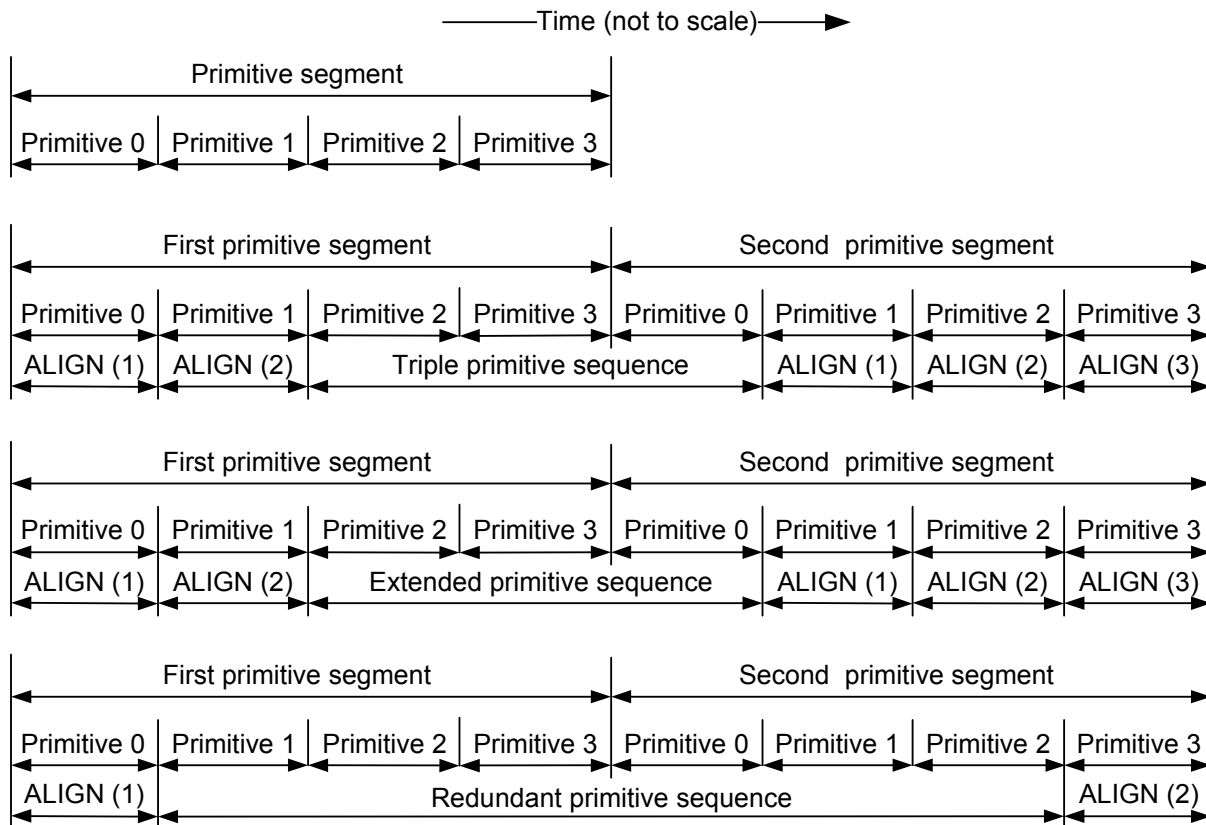 Time (not to scale)
Primitive segment
Primitive 0 Primitive 1 Primitive 2 Primitive 3
First primitive segment Second primitive segment
Primitive 0 Primitive 1 Primitive 2 Primitive 3 Primitive 0 Primitive 1 Primitive 2 Primitive 3
ALIGN (1) ALIGN (2) Triple primitive sequence ALIGN (1) ALIGN (2) ALIGN (3)
First primitive segment Second primitive segment
Primitive 0 Primitive 1 Primitive 2 Primitive 3 Primitive 0 Primitive 1 Primitive 2 Primitive 3
ALIGN (1) ALIGN (2) Extended primitive sequence ALIGN (1) ALIGN (2) ALIGN (3)
First primitive segment Second primitive segment
Primitive 0 Primitive 1 Primitive 2 Primitive 3 Primitive 0 Primitive 1 Primitive 2 Primitive 3
ALIGN (1) Redundant primitive sequence ALIGN (2)